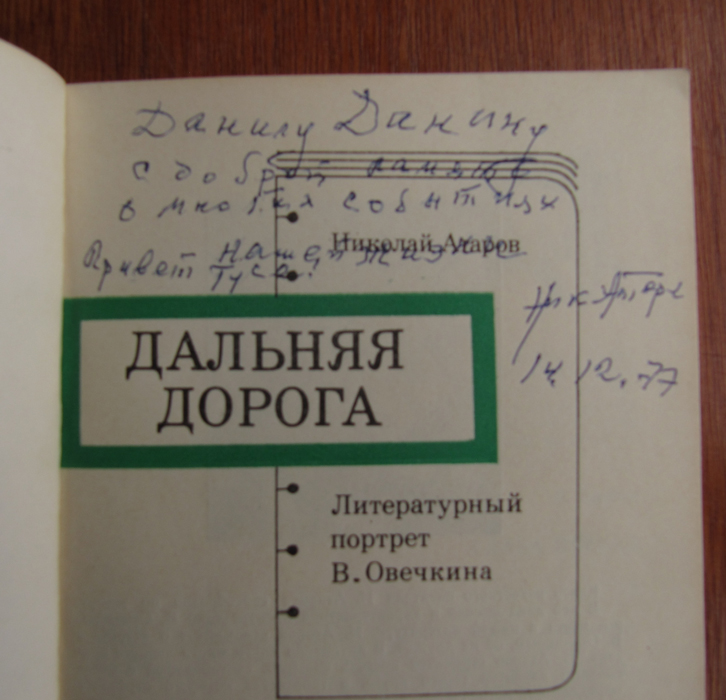 Данилу Данину
с доброй памятью
о многих событиях
Николай Атаров
Привет нашей
Тусе!
Ник Атаров
14.12.77
ДАЛЬНЯЯ
ДОРОГА
Литературный
портрет
В.Овечкина